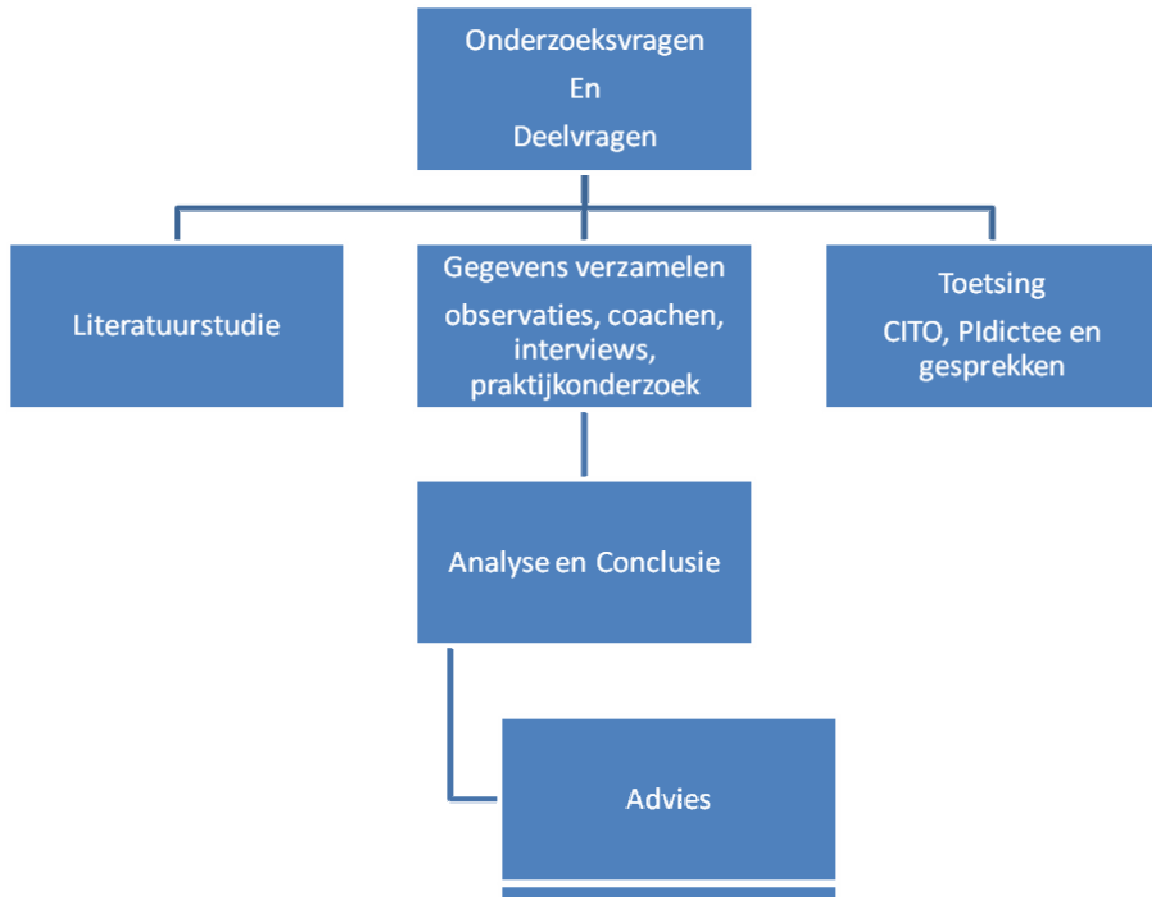 Onderzoeksvragen
En
Deelvragen
Literatuurstudie
Gegevens verzamelen
observaties, coachen,
interviews,
praktijkonderzoek
Toetsing
CITO, PIdictee en
gesprekken
Analyse en Conclusie
Advies